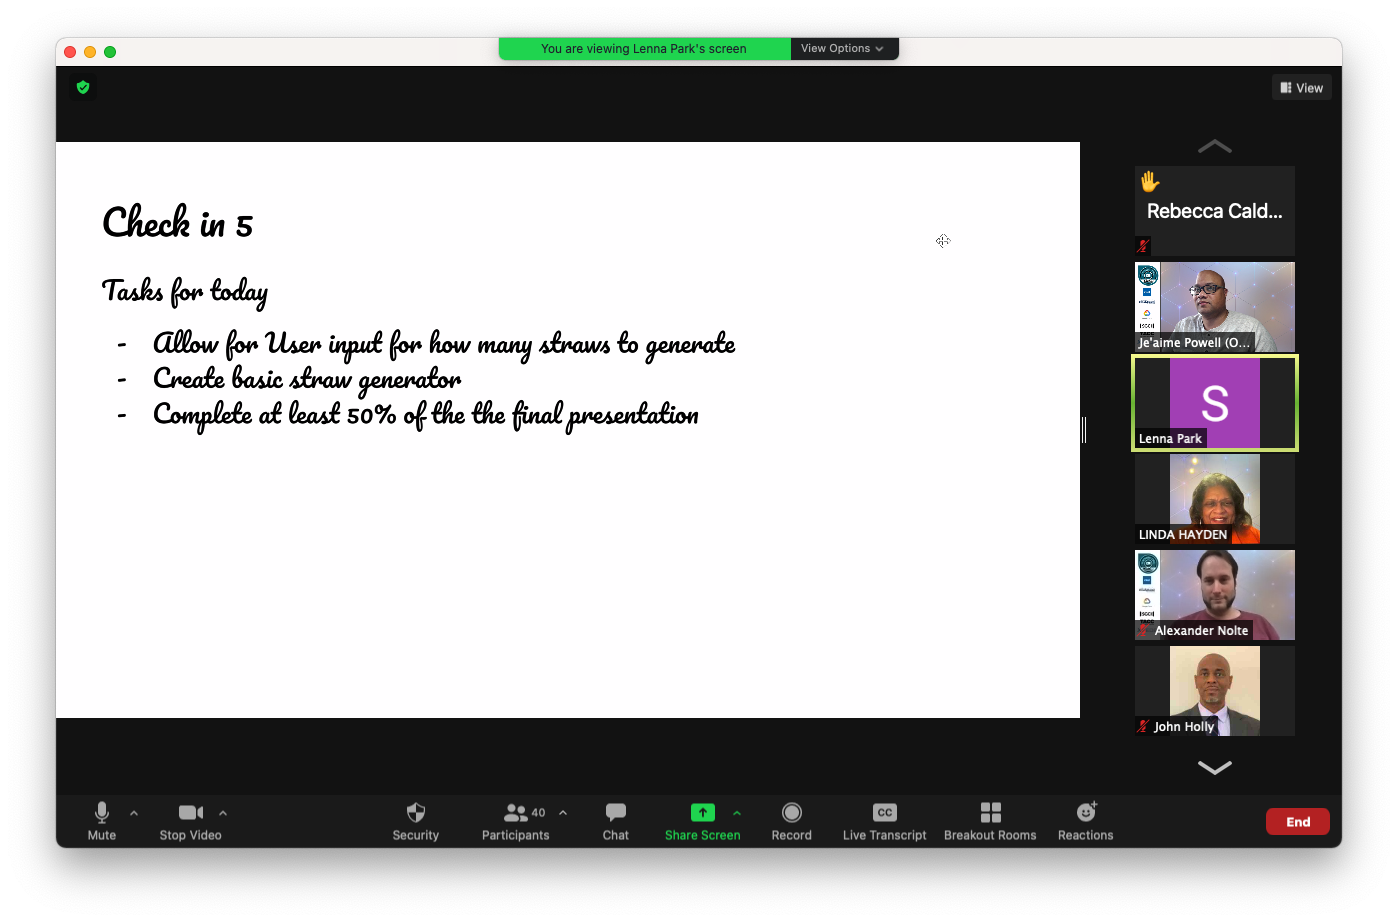 You are viewing Lenna Park's screen
View Options
View
Check in 5
Tasks for today
- Allow for User input for how many straws to generate
- Create basic straw generator
- Complete at least 50% of the the final presentation
Rebecca Cald...
Je'aime Powell (O...
S
Lenna Park
LINDA HAYDEN
Alexander Nolte
John Holly
Mute
Stop Video
Security
40
Participants
Chat
Share Screen
Record
CC
Live Transcript
Breakout Rooms
Reactions
End